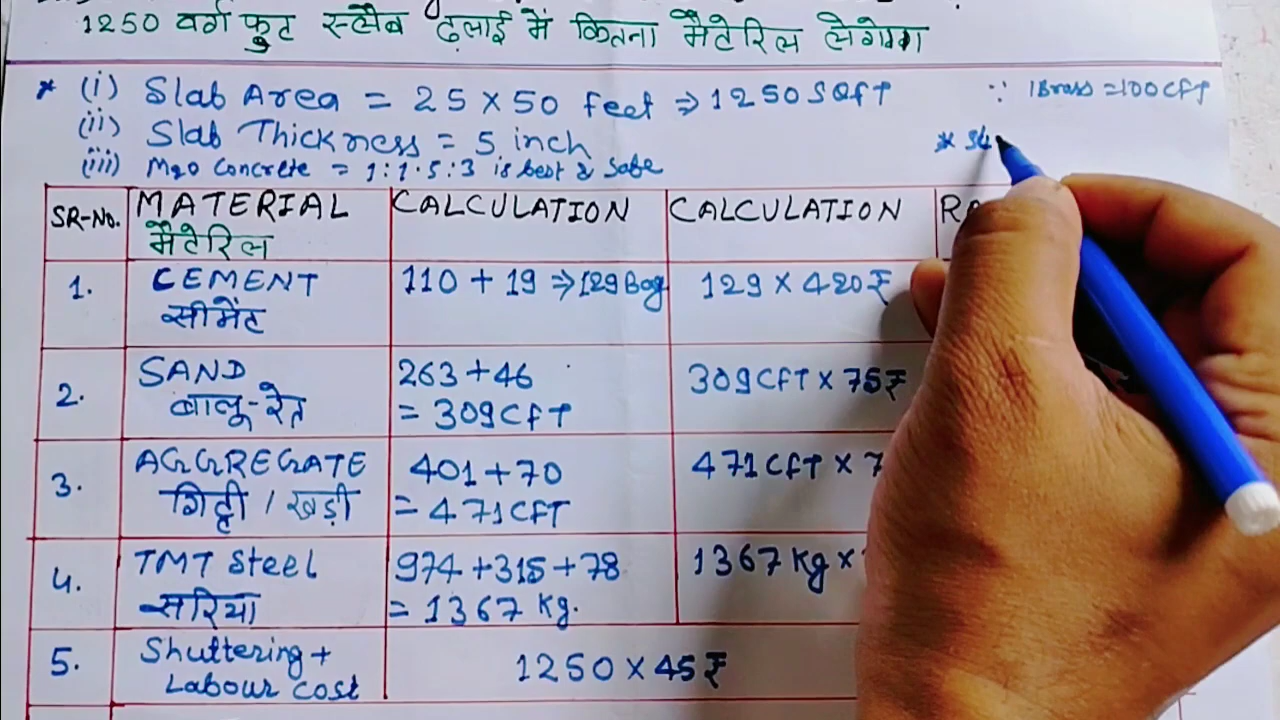 1250 वर्ग फुट स्लैब ढलाई में कितना मैटेरिल लगेगा
* (i) Slab Area = 25 × 50 feet ⇒ 1250 SQFT
∵ 1Brass = 100 CFT
(ii) Slab Thickness = 5 inch
(iii) M20 Concrete = 1:1.5:3 is best & Safe
SR-No. MATERIAL CALCULATION CALCULATION
मैटेरिल
1. CEMENT 110 + 19 ⇒ 129 Bag 129 × 420 ₹
सीमेंट
2. SAND 263 + 46 309 CFT × 75 ₹
बालू-रेत = 309 CFT
3. AGGREGATE 401 + 70 471 CFT × 7
गिट्टी / खड़ी = 471 CFT
4. TMT Steel 974 + 315 + 78 1367 Kg ×
सरिया = 1367 Kg.
5. Shuttering + 1250 × 45 ₹
Labour Cost